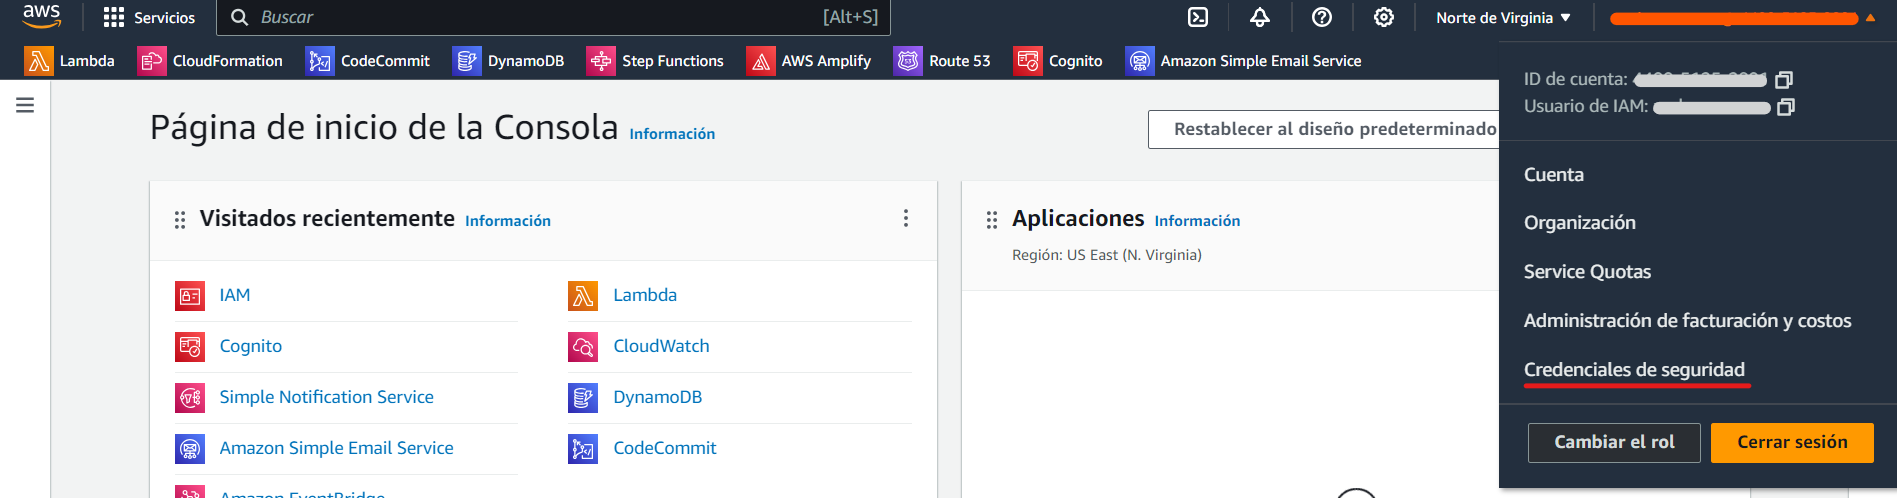 aws
Servicios
Buscar
[Alt+S]
Norte de Virginia
Lambda
CloudFormation
CodeCommit
DynamoDB
Step Functions
AWS Amplify
Route 53
Cognito
Amazon Simple Email Service
ID de cuenta:
Usuario de IAM:
Cuenta
Organización
Service Quotas
Administración de facturación y costos
Credenciales de seguridad
Cambiar el rol
Cerrar sesión
Página de inicio de la Consola Información
Restablecer al diseño predeterminado
Visitados recientemente Información
IAM
Cognito
Simple Notification Service
Amazon Simple Email Service
Amazon EventBridge
Lambda
CloudWatch
DynamoDB
CodeCommit
Aplicaciones Información
Región: US East (N. Virginia)